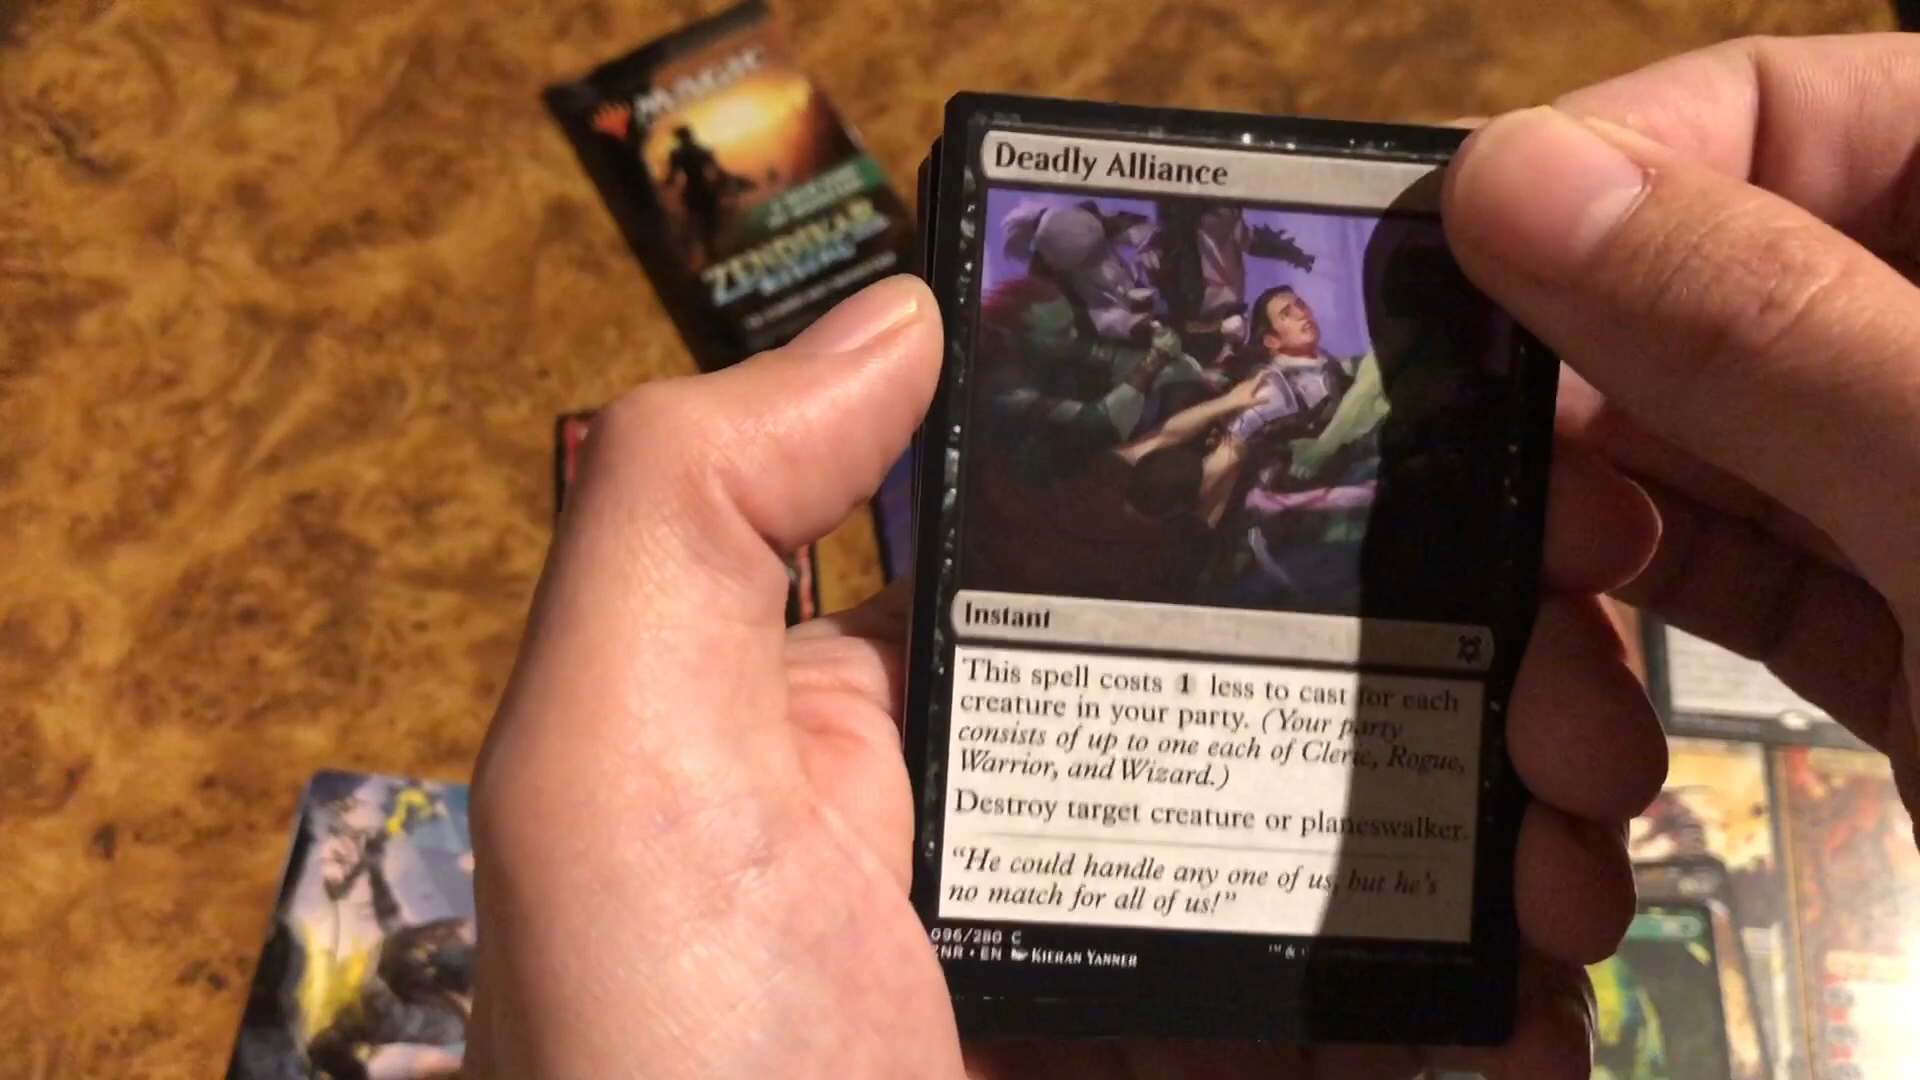 MAGIC
ZENDIKAR
RISING
Deadly Alliance
Instant
This spell costs 1 less to cast for each
creature in your party. (Your party
consists of up to one each of Cleric, Rogue,
Warrior, and Wizard.)
Destroy target creature or planeswalker.
“He could handle any one of us, but he's
no match for all of us!”
096/280 C
ZNR • EN KIERAN YANNER
™ &